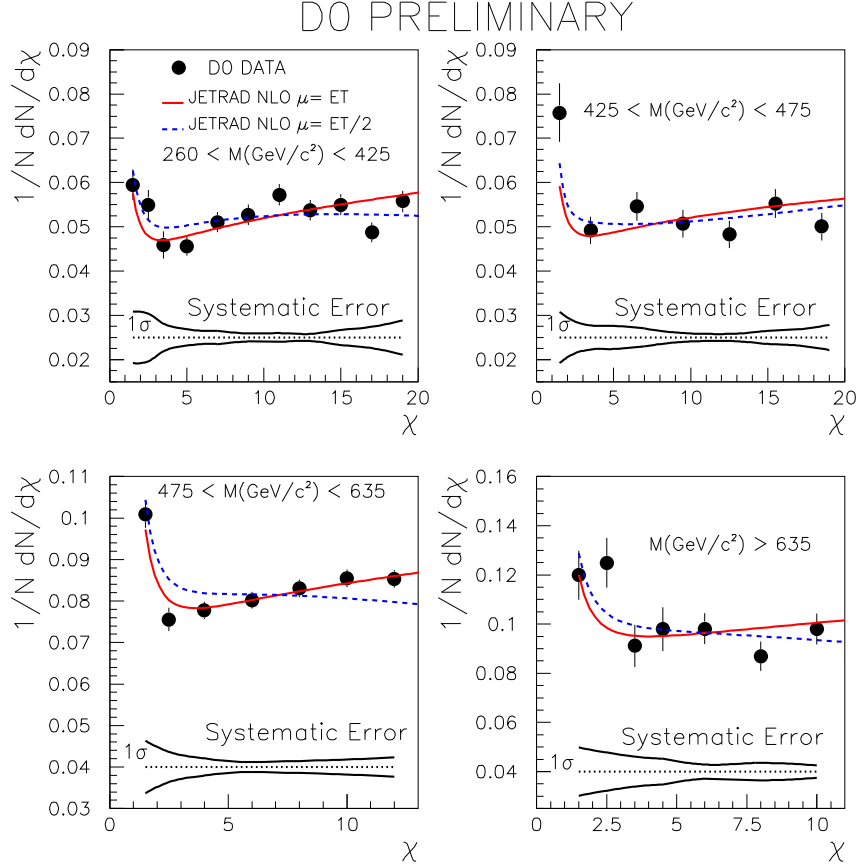 D0 PRELIMINARY
1/N dN/dχ
0.09
0.08
0.07
0.06
0.05
0.04
0.03
0.02
D0 DATA
JETRAD NLO μ= ET
JETRAD NLO μ= ET/2
260 < M(GeV/c²) < 425
Systematic Error
1σ
0 5 10 15 20
χ
1/N dN/dχ
0.09
0.08
0.07
0.06
0.05
0.04
0.03
0.02
425 < M(GeV/c²) < 475
Systematic Error
1σ
0 5 10 15 20
χ
1/N dN/dχ
0.11
0.1
0.09
0.08
0.07
0.06
0.05
0.04
0.03
475 < M(GeV/c²) < 635
Systematic Error
1σ
0 5 10
χ
1/N dN/dχ
0.16
0.14
0.12
0.1
0.08
0.06
0.04
M(GeV/c²) > 635
Systematic Error
1σ
0 2.5 5 7.5 10
χ